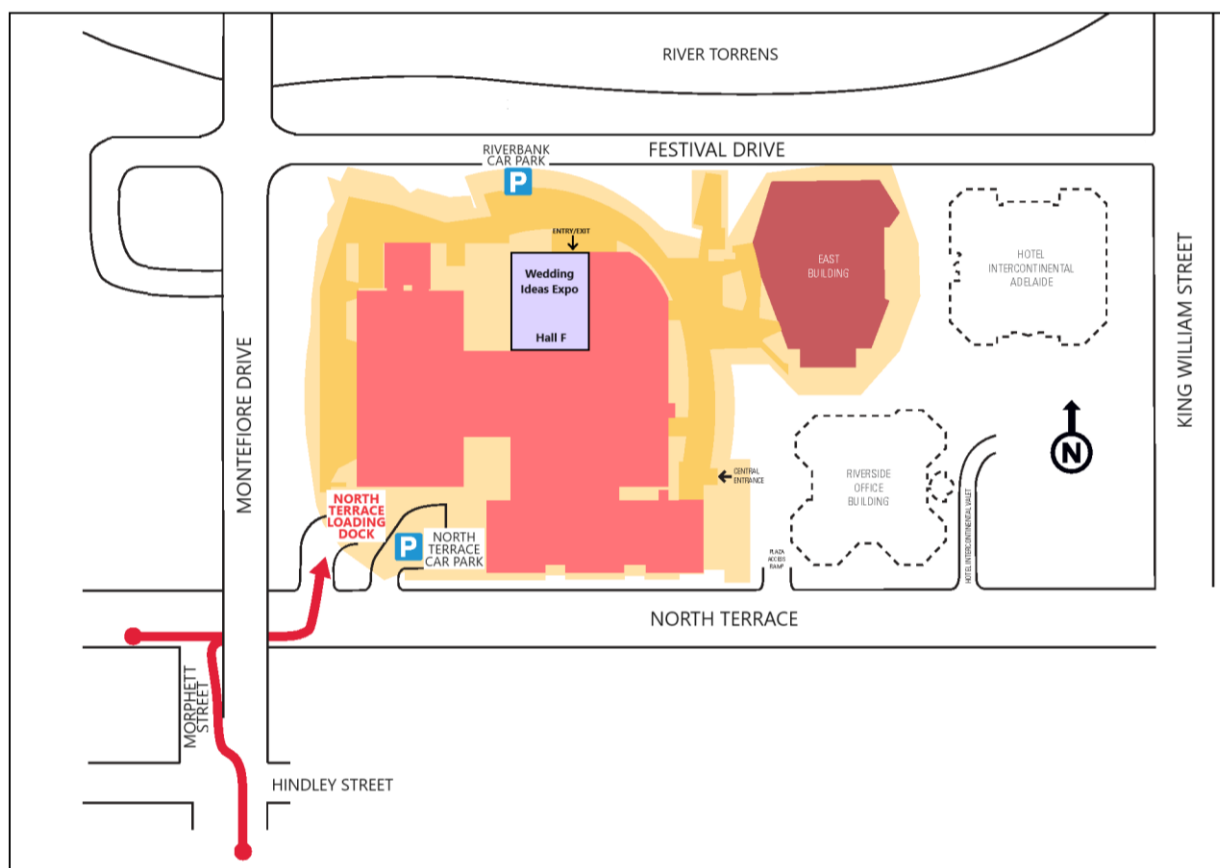 RIVER TORRENS
FESTIVAL DRIVE
RIVERBANK
CAR PARK
P
ENTRY/EXIT
Wedding
Ideas Expo
Hall F
EAST
BUILDING
HOTEL
INTERCONTINENTAL
ADELAIDE
KING WILLIAM STREET
MONTEFIORE DRIVE
N
CENTRAL
ENTRANCE
RIVERSIDE
OFFICE
BUILDING
NORTH
TERRACE
LOADING
DOCK
P
NORTH
TERRACE
CAR PARK
PLAZA
ACCESS
RAMP
HOTEL INTERCONTINENTAL VALET
NORTH TERRACE
MORPHETT
STREET
HINDLEY STREET